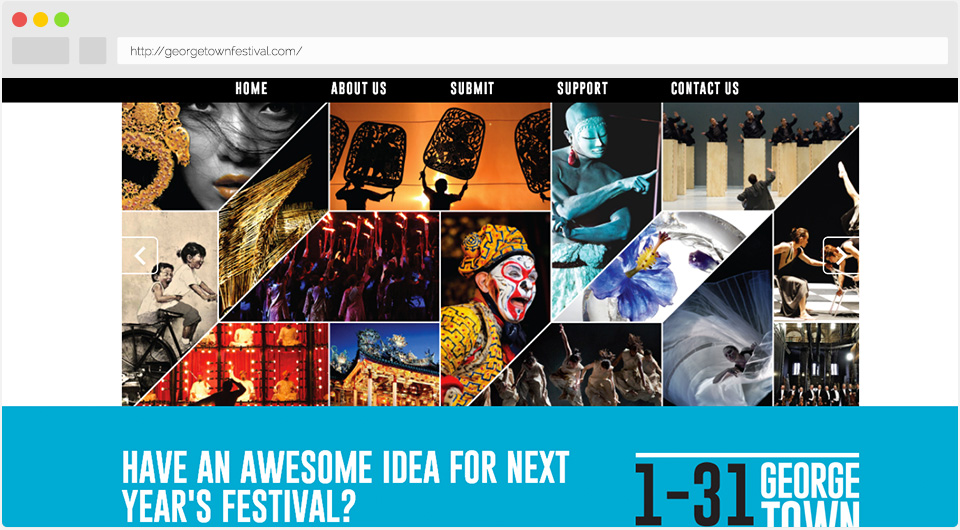 http://georgetownfestival.com/
HOME ABOUT US SUBMIT SUPPORT CONTACT US
HAVE AN AWESOME IDEA FOR NEXT
YEAR'S FESTIVAL?
1-31 GEORGE
TOWN